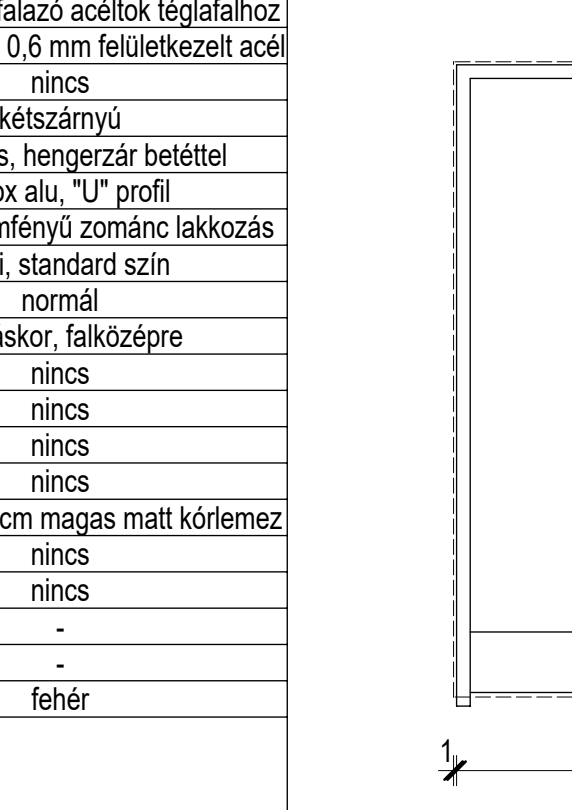 falazó acéltok téglafalhoz
0,6 mm felületkezelt acél
nincs
kétszárnyú
hengerzár betéttel
alu, "U" profil
zománc lakkozás
standard szín
normál
falközépre
nincs
nincs
nincs
nincs
cm magas matt kórlemez
nincs
nincs
-
-
fehér
1